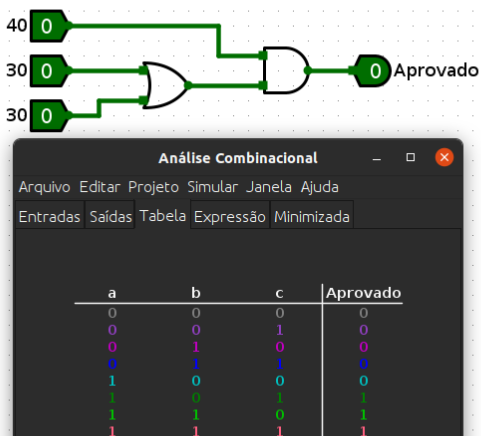 40 0
30 0 0 Aprovado
30 0
Análise Combinacional
Arquivo Editar Projeto Simular Janela Ajuda
Entradas Saídas Tabela Expressão Minimizada
a b c Aprovado
0 0 0 0
0 0 1 0
0 1 0 0
0 1 1 0
1 0 0 0
1 0 1 1
1 1 0 1
1 1 1 1